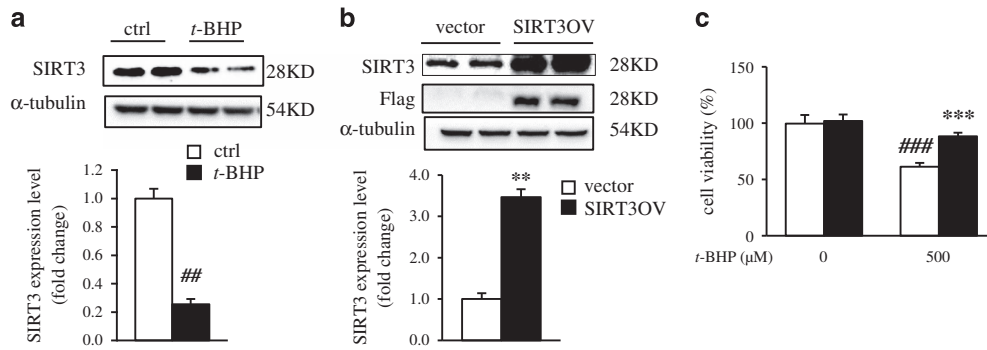 a
ctrl t-BHP
SIRT3 28KD
α-tubulin 54KD
ctrl
t-BHP
SIRT3 expression level
(fold change)
1.2
1.0
0.8
0.6
0.4
0.2
0.0
##
b
vector SIRT3OV
SIRT3 28KD
Flag 28KD
α-tubulin 54KD
vector
SIRT3OV
SIRT3 expression level
(fold change)
4.0
3.0
2.0
1.0
0.0
**
c
cell viability (%)
150
100
50
0
###
***
t-BHP (μM) 0 500